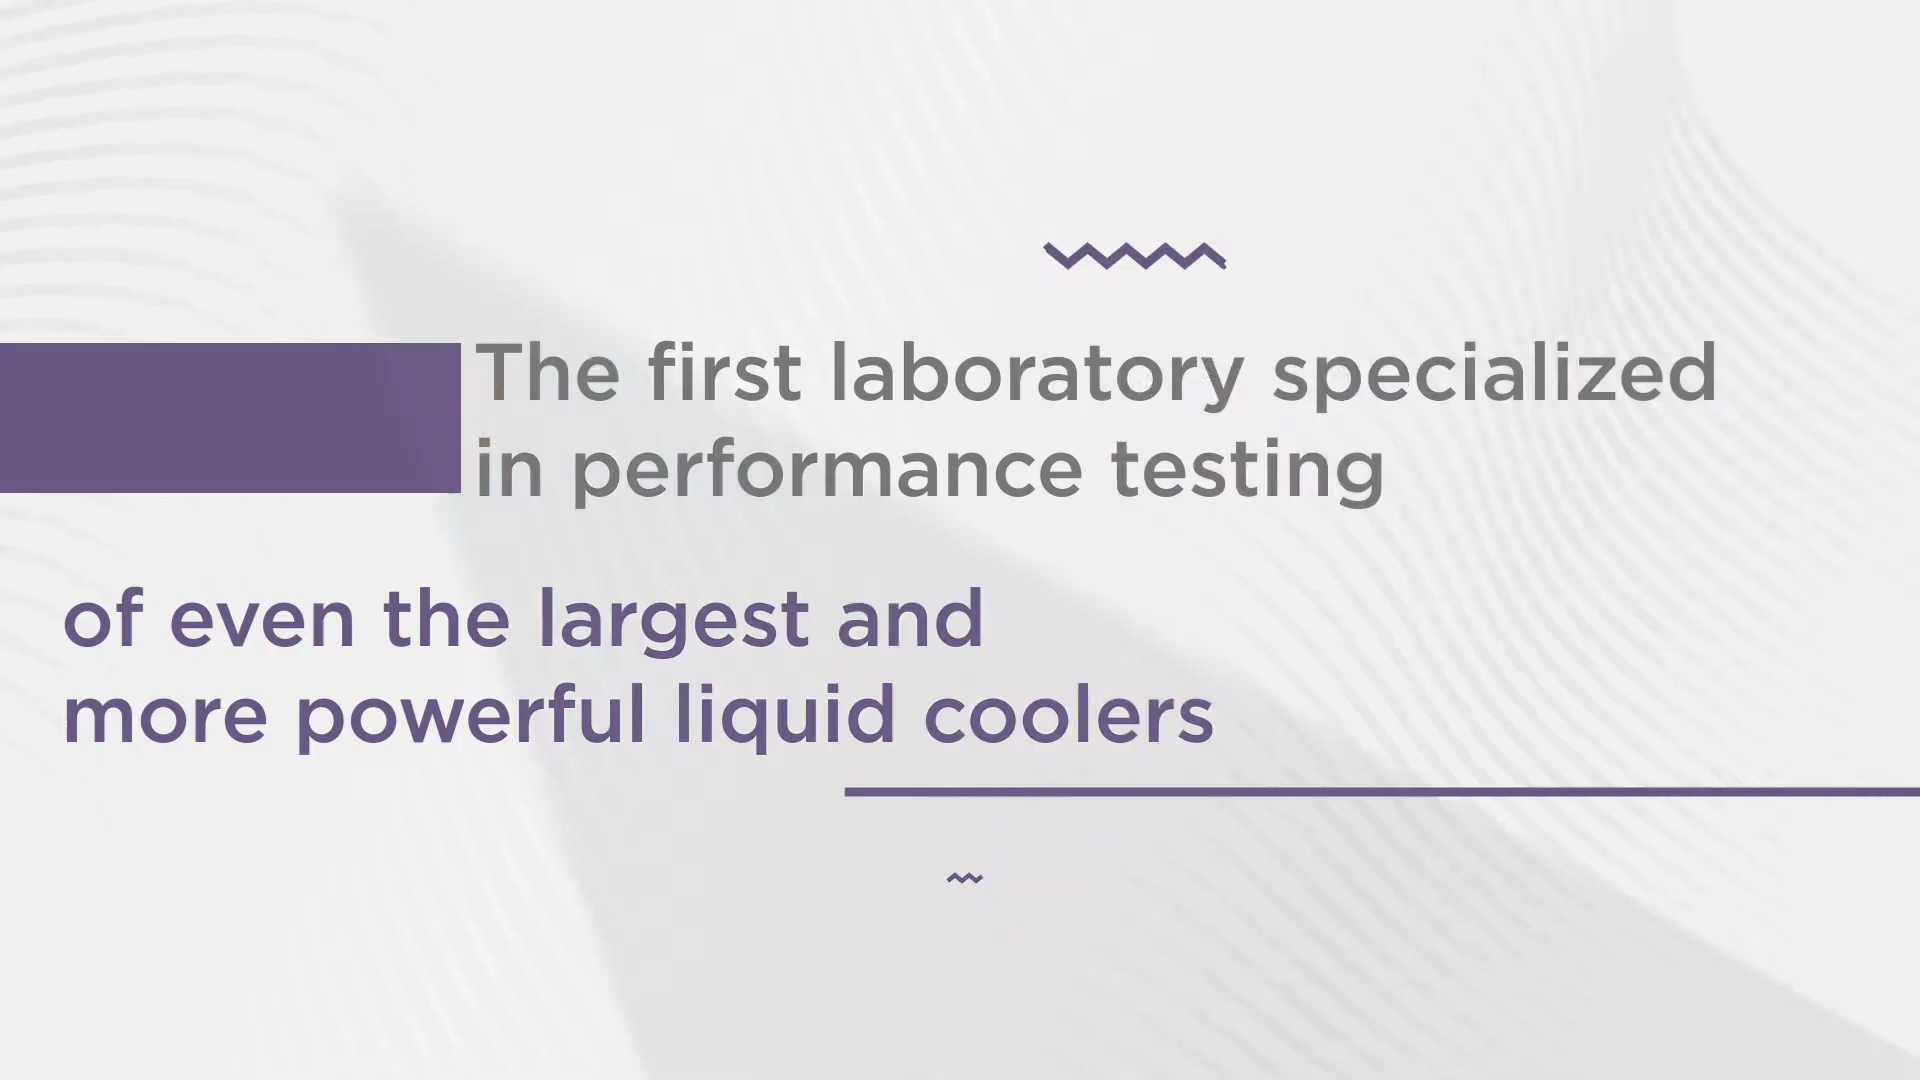 The first laboratory specialized
in performance testing
of even the largest and
more powerful liquid coolers